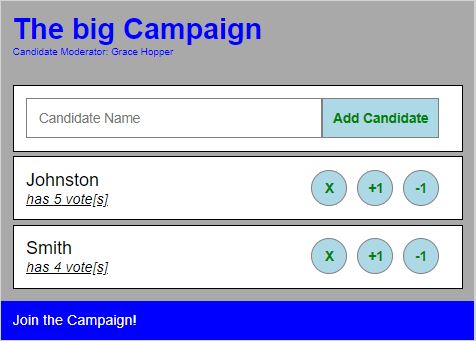 The big Campaign
Candidate Moderator: Grace Hopper
Candidate Name Add Candidate
Johnston
has 5 vote[s]
X +1 -1
Smith
has 4 vote[s]
X +1 -1
Join the Campaign!